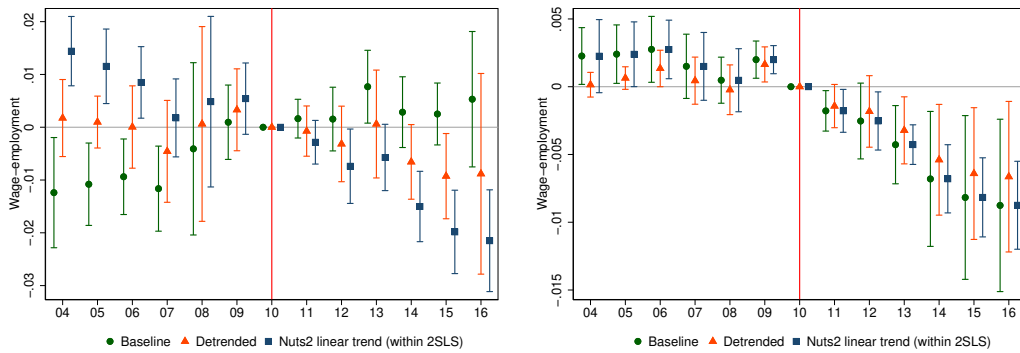 Wage−employment
.02
.01
0
-.01
-.02
-.03
04 05 06 07 08 09 10 11 12 13 14 15 16
Baseline Detrended Nuts2 linear trend (within 2SLS)
Wage−employment
.005
0
-.005
-.01
-.015
04 05 06 07 08 09 10 11 12 13 14 15 16
Baseline Detrended Nuts2 linear trend (within 2SLS)